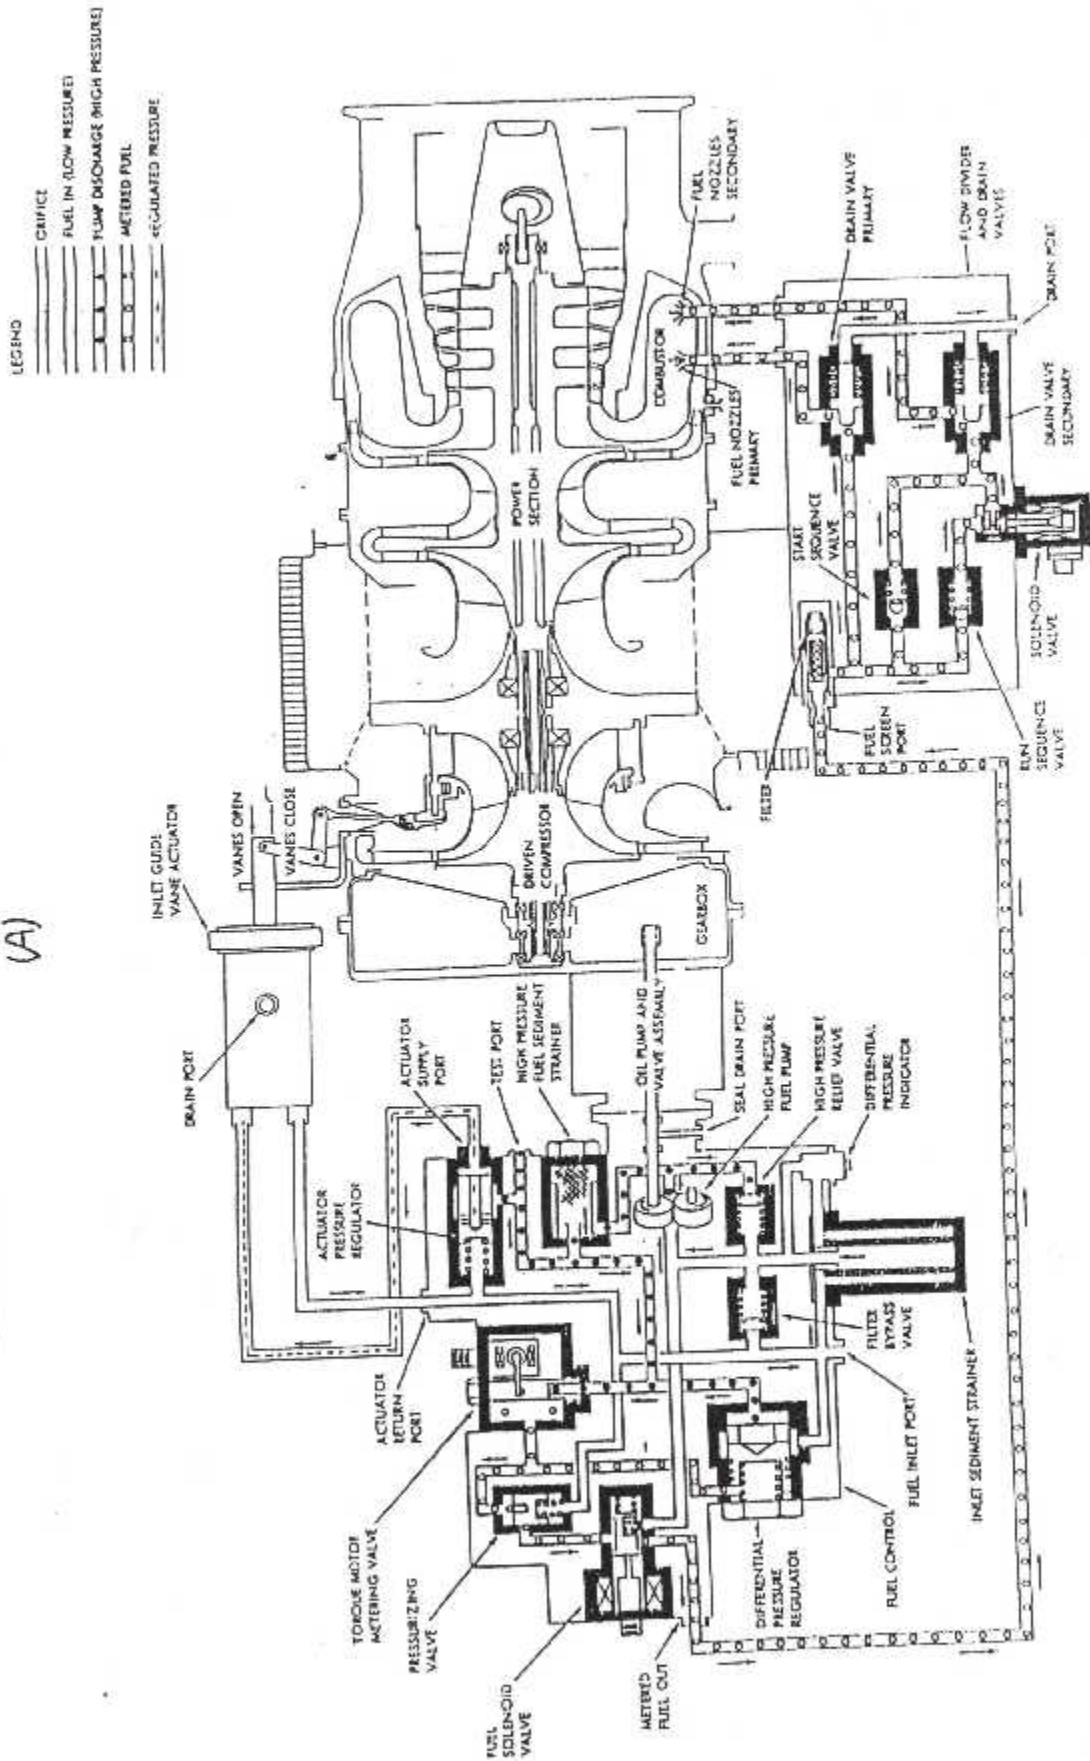 (A)
LEGEND
ORIFICE
FUEL IN (LOW PRESSURE)
PUMP DISCHARGE (HIGH PRESSURE)
METERED FUEL
REGULATED PRESSURE
INLET GUIDE
VANE ACTUATOR
VANES OPEN
VANES CLOSE
DRAIN PORT
ACTUATOR
SUPPLY
PORT
TEST PORT
HIGH PRESSURE
FUEL SEDIMENT
STRAINER
ACTUATOR
PRESSURE
REGULATOR
ACTUATOR
RETURN
PORT
TORQUE MOTOR
METERING VALVE
PRESSURIZING
VALVE
FUEL
SOLENOID
VALVE
METERED
FUEL OUT
DIFFERENTIAL
PRESSURE
REGULATOR
FUEL CONTROL
FUEL INLET PORT
INLET SEDIMENT STRAINER
FILTER
BYPASS
VALVE
OIL PUMP AND
VALVE ASSEMBLY
SEAL DRAIN PORT
HIGH PRESSURE
FUEL PUMP
HIGH PRESSURE
RELIEF VALVE
DIFFERENTIAL
PRESSURE
INDICATOR
GEARBOX
DRIVEN
COMPRESSOR
POWER
SECTION
COMBUSTOR
FUEL NOZZLES
PRIMARY
FUEL
NOZZLES
SECONDARY
DRAIN VALVE
PRIMARY
FLOW DIVIDER
AND DRAIN
VALVES
DRAIN PORT
DRAIN VALVE
SECONDARY
START
SEQUENCE
VALVE
SOLENOID
VALVE
RUN
SEQUENCE
VALVE
FUEL
SCREEN
PORT
FILTER